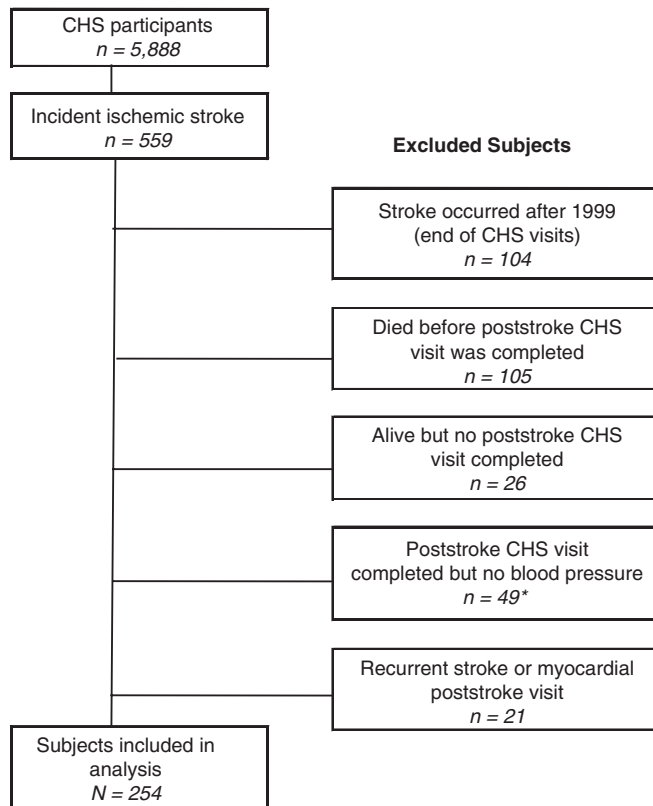 CHS participants
n = 5,888
Incident ischemic stroke
n = 559
Excluded Subjects
Stroke occurred after 1999
(end of CHS visits)
n = 104
Died before poststroke CHS
visit was completed
n = 105
Alive but no poststroke CHS
visit completed
n = 26
Poststroke CHS visit
completed but no blood pressure
n = 49*
Recurrent stroke or myocardial
poststroke visit
n = 21
Subjects included in
analysis
N = 254